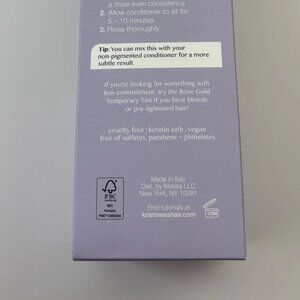 a more even consistency.
2. Allow conditioner to sit for
5 – 10 minutes.
3. Rinse thoroughly.
Tip: You can mix this with your
non-pigmented conditioner for a more
subtle result.
If you're looking for something with
less commitment, try the Rose Gold
Temporary Tint if you have blonde
or pre-lightened hair!
cruelty free | keratin safe | vegan
free of sulfates, parabens + phthalates.
FSC
MIX
Packaging
Made in Italy
Dist. by Maesa LLC
New York, NY 10281
Find tutorials at
kristinesshair.com
12M